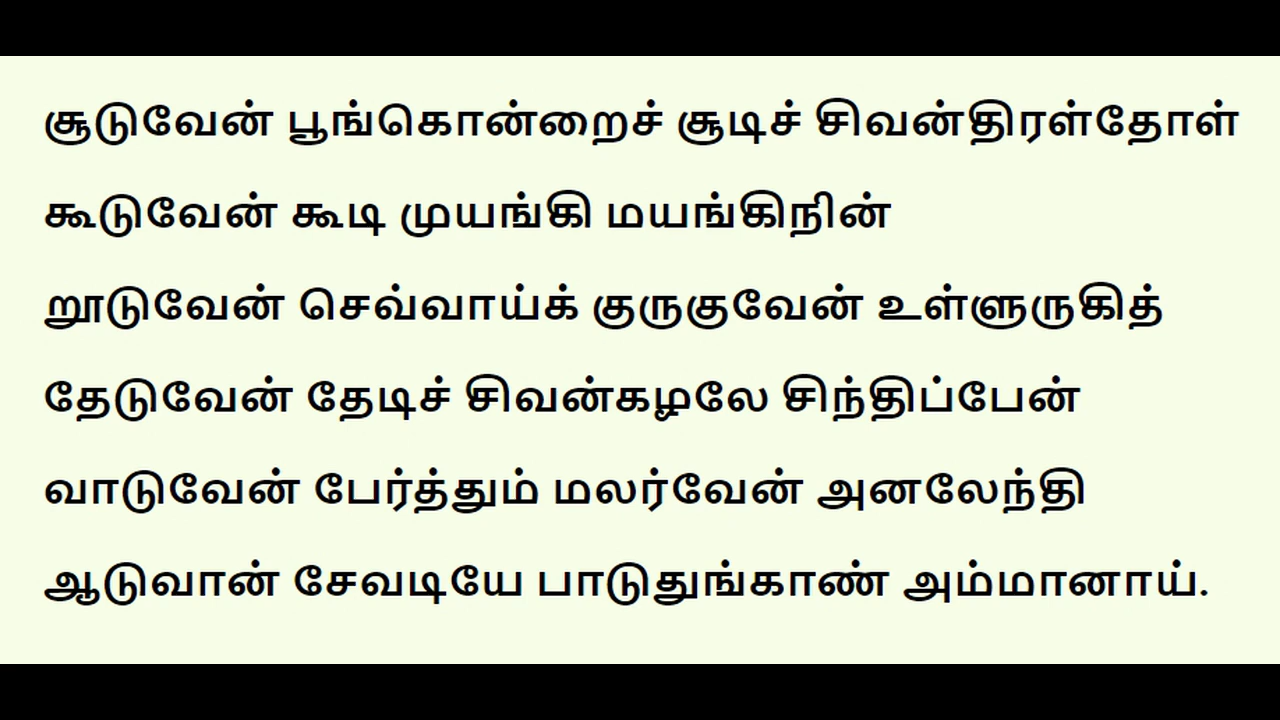 சூடுவேன் பூங்கொன்றைச் சூடிச் சிவன்திரள்தோள்
கூடுவேன் கூடி முயங்கி மயங்கிநின்
றூடுவேன் செவ்வாய்க் குருகுவேன் உள்ளுருகித்
தேடுவேன் தேடிச் சிவன்கழலே சிந்திப்பேன்
வாடுவேன் பேர்த்தும் மலர்வேன் அனலேந்தி
ஆடுவான் சேவடியே பாடுதுங்காண் அம்மானாய்.